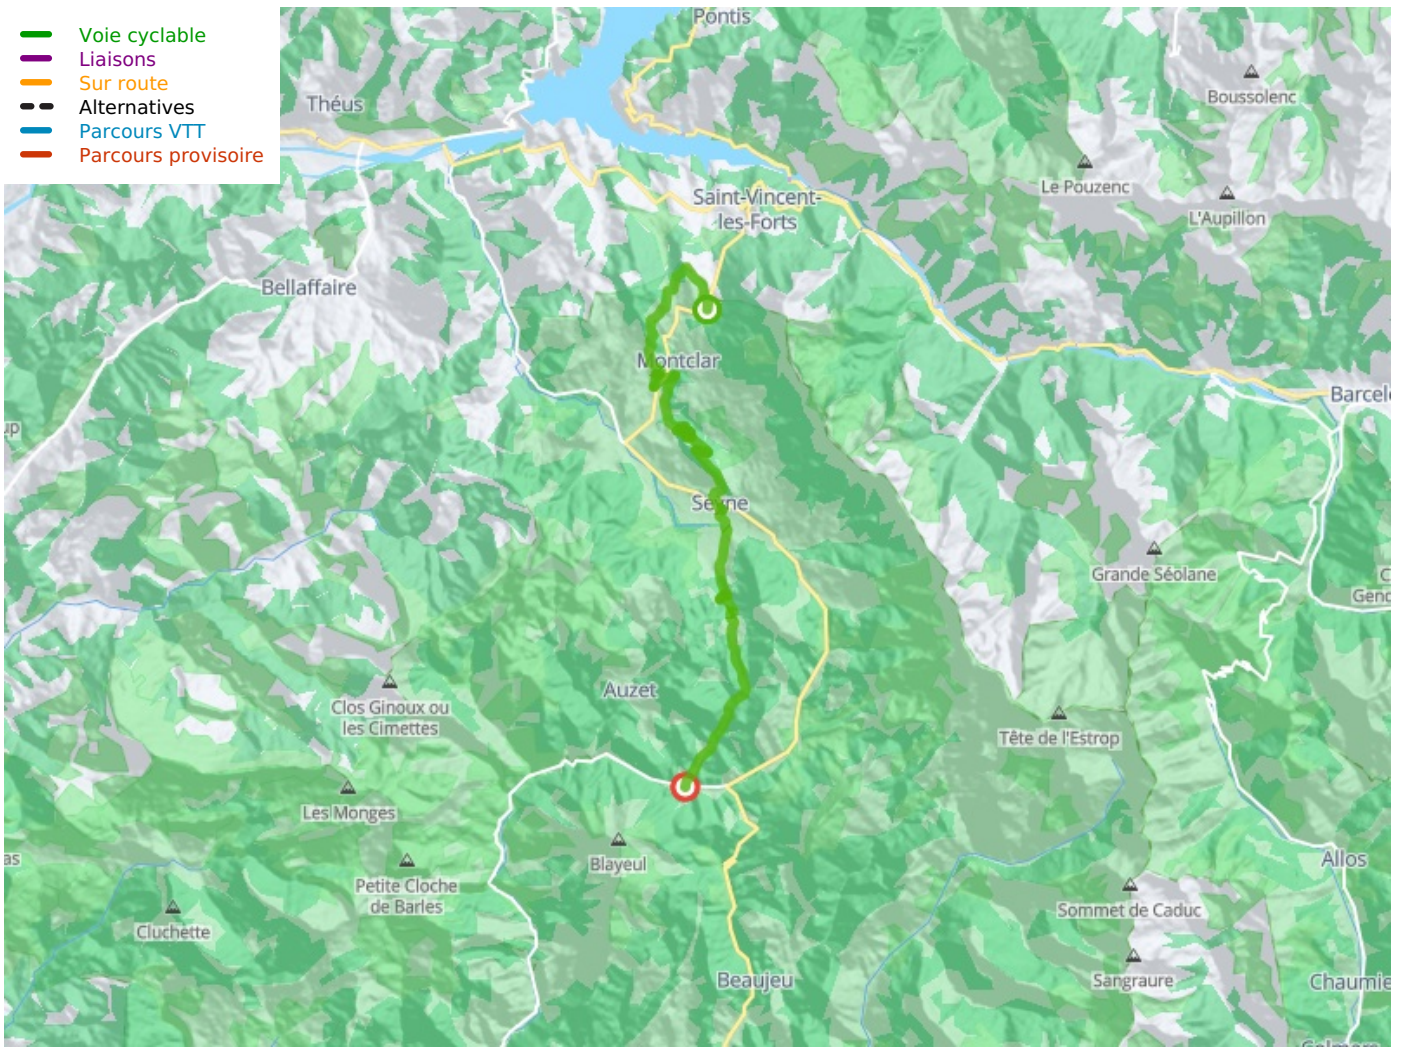 Voie cyclable
Liaisons
Sur route
Alternatives
Parcours VTT
Parcours provisoire
Pontis
Boussolenc
Théus
Le Pouzenc
Saint-Vincent-
les-Forts
L'Aupillon
Bellaffaire
Montclar
Barcel
up
Seyne
Grande Séolane
Auzet
Clos Ginoux ou
les Cimettes
Tête de l'Estrop
Les Monges
Blayeul
as
Allos
Petite Cloche
de Barles
Sommet de Caduc
Cluchette
Beaujeu
Sangraure
Chaumie